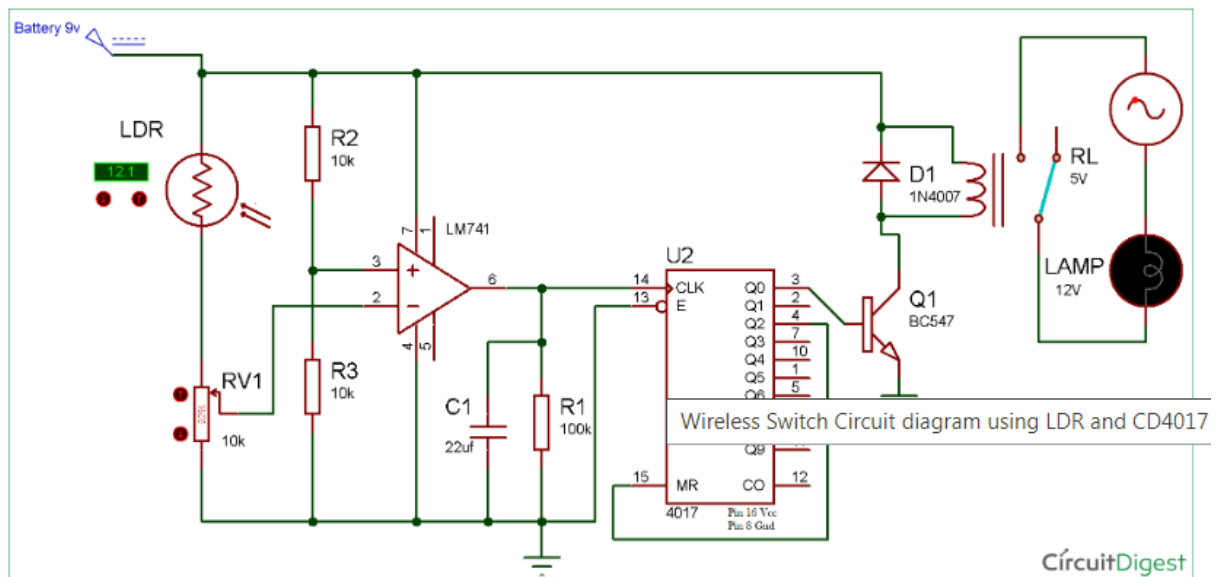 Battery 9v
LDR
12.1
R2
10k
LM741
7
1
3
2
6
4
5
RV1
10k
R3
10k
C1
22uf
R1
100k
U2
14
CLK
13
E
15
MR
4017
Q0
3
Q1
2
Q2
4
Q3
7
Q4
10
Q5
1
Q6
5
Q9
CO
12
Pin 16 Vcc
Pin 8 Gnd
D1
1N4007
Q1
BC547
RL
5V
LAMP
12V
Wireless Switch Circuit diagram using LDR and CD4017
CircuitDigest